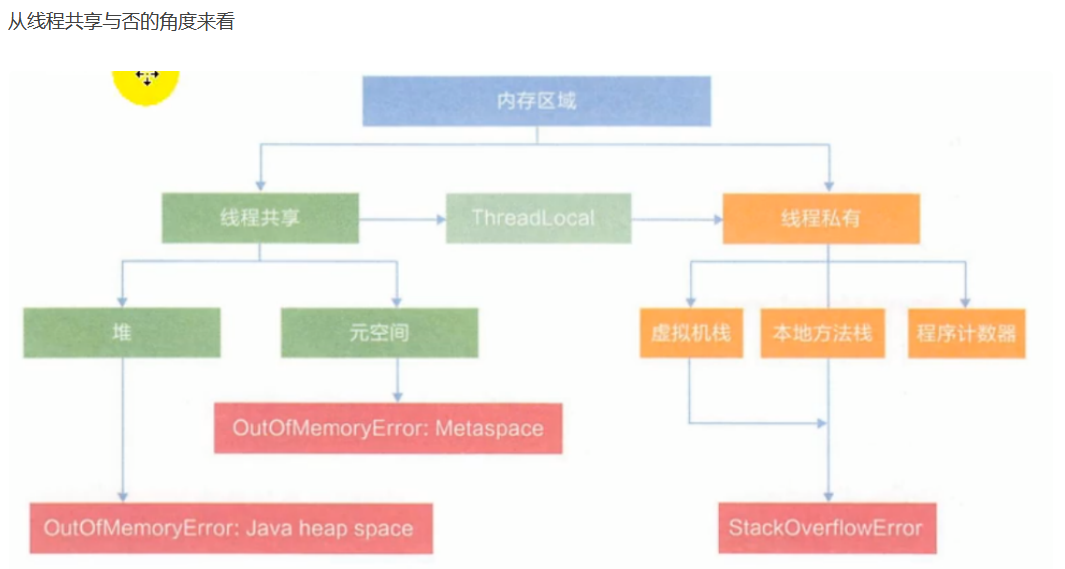 从线程共享与否的角度来看
内存区域
线程共享
ThreadLocal
线程私有
堆
元空间
虚拟机栈
本地方法栈
程序计数器
OutOfMemoryError: Metaspace
OutOfMemoryError: Java heap space
StackOverflowError